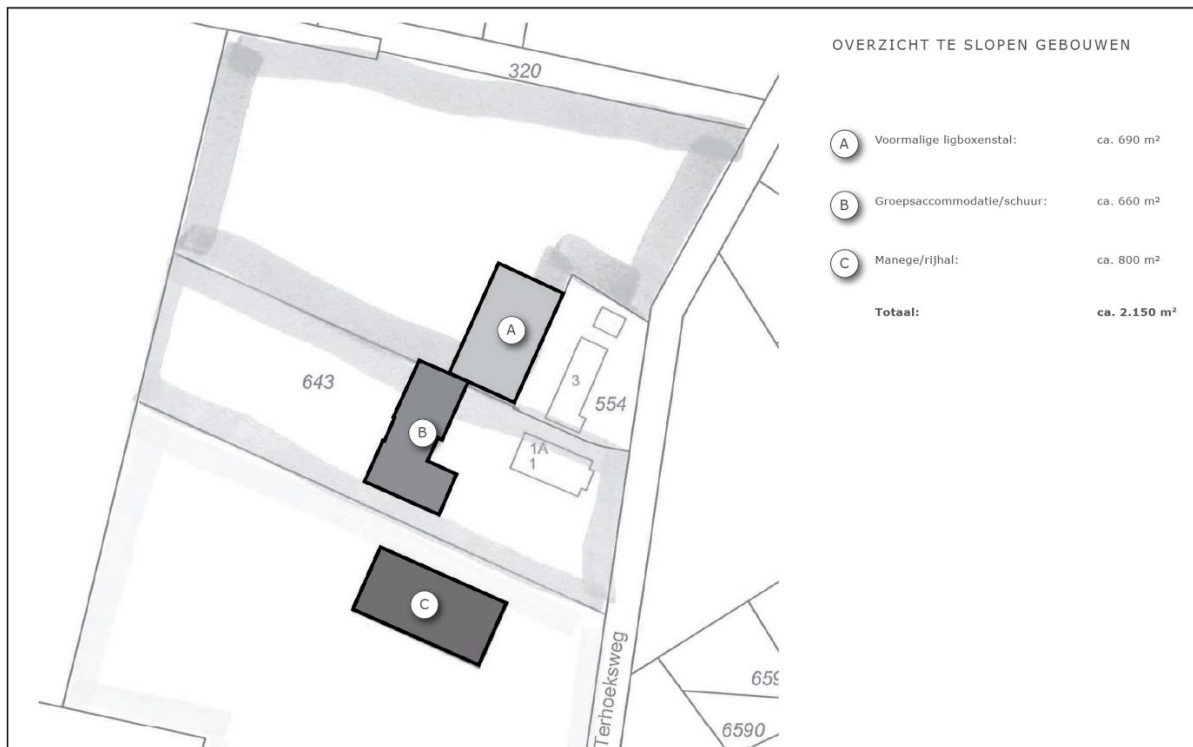 OVERZICHT TE SLOPEN GEBOUWEN
A Voormalige ligboxenstal: ca. 690 m²
B Groepsaccommodatie/schuur: ca. 660 m²
C Manege/rijhal: ca. 800 m²
Totaal: ca. 2.150 m²
320
A
3
643
554
B
1A
1
C
Terhoeksweg
659
6590